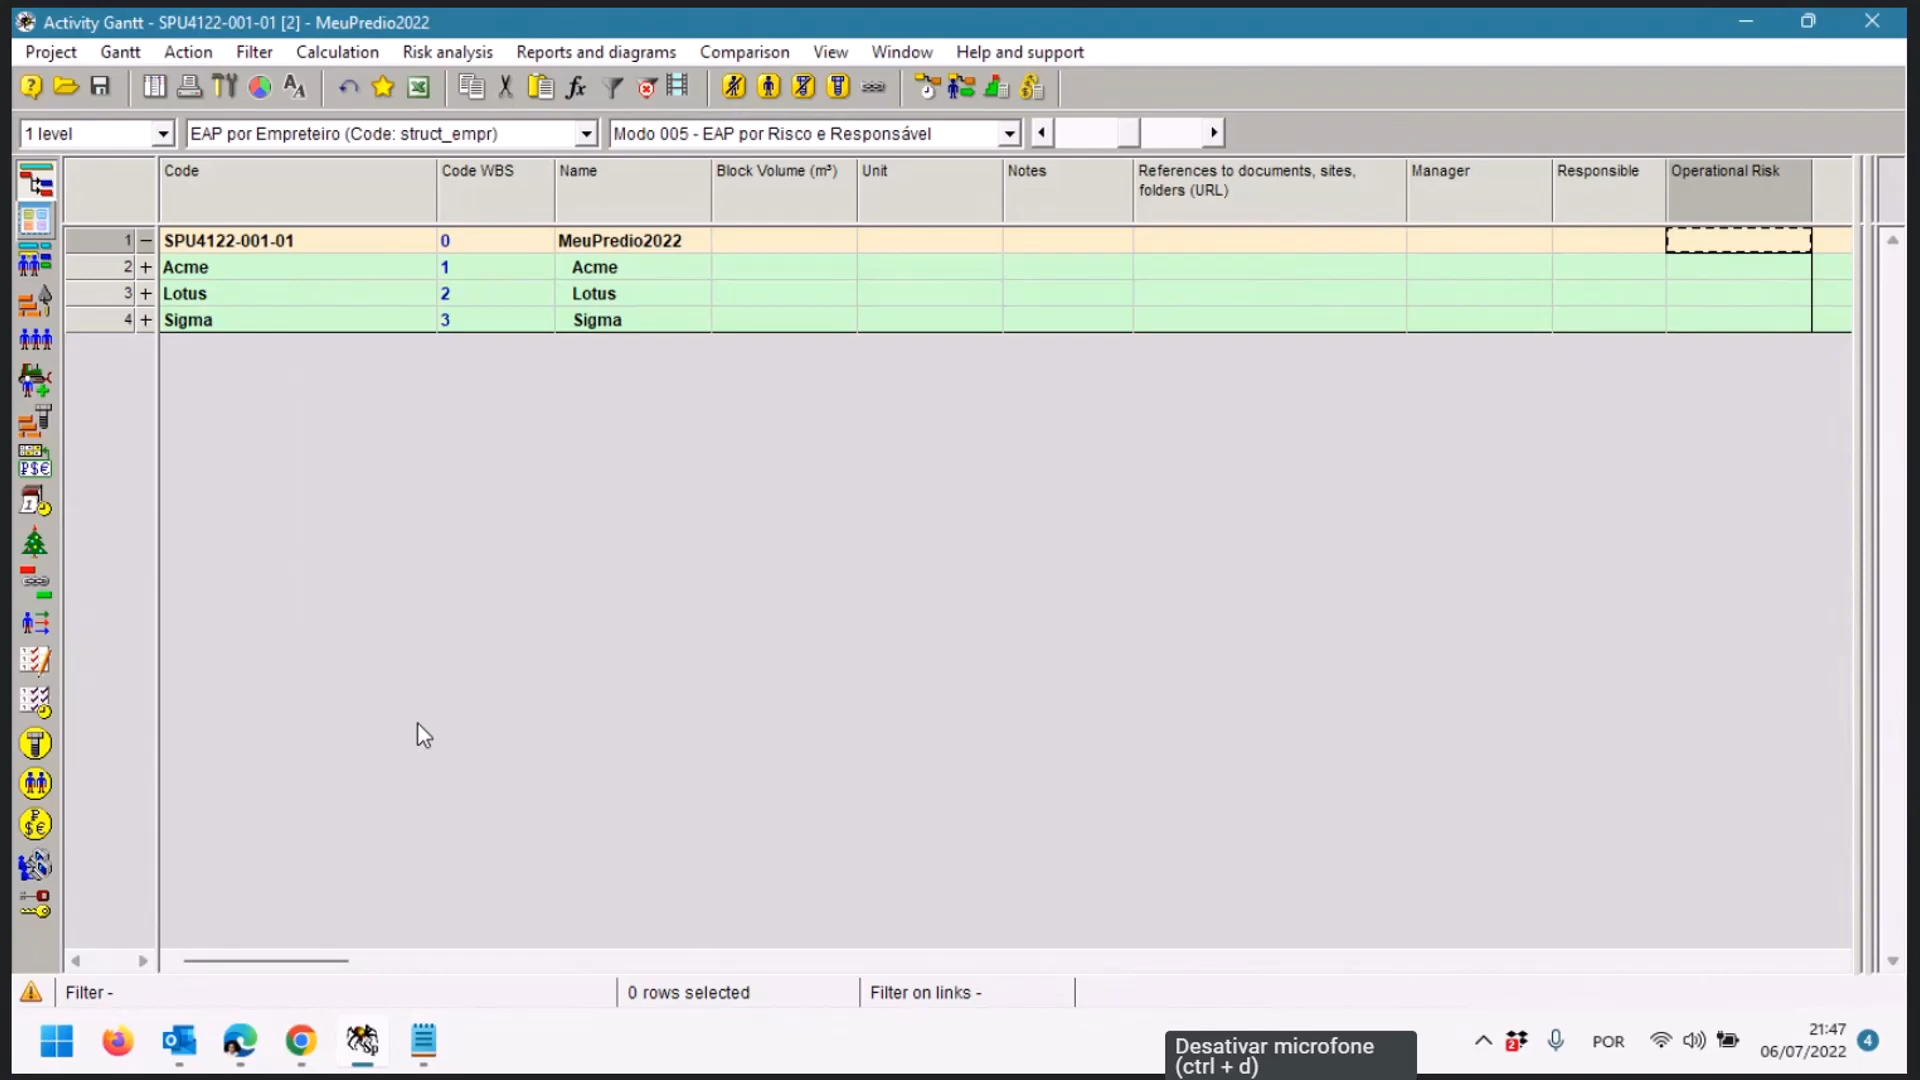 Activity Gantt - SPU4122-001-01 [2] - MeuPredio2022
Project Gantt Action Filter Calculation Risk analysis Reports and diagrams Comparison View Window Help and support
1 level EAP por Empreteiro (Code: struct_empr) Modo 005 - EAP por Risco e Responsável
Code Code WBS Name Block Volume (m³) Unit Notes References to documents, sites, Manager Responsible Operational Risk
folders (URL)
1 SPU4122-001-01 0 MeuPredio2022
2 Acme 1 Acme
3 Lotus 2 Lotus
4 Sigma 3 Sigma
Filter - 0 rows selected Filter on links -
Desativar microfone
(ctrl + d)
POR
21:47
06/07/2022
4
2